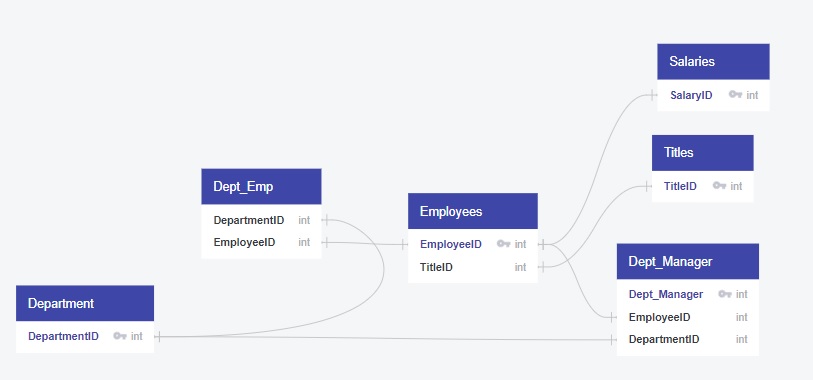 Salaries
SalaryID int
Titles
TitleID int
Dept_Emp
DepartmentID int
EmployeeID int
Employees
EmployeeID int
TitleID int
Dept_Manager
Dept_Manager int
EmployeeID int
DepartmentID int
Department
DepartmentID int